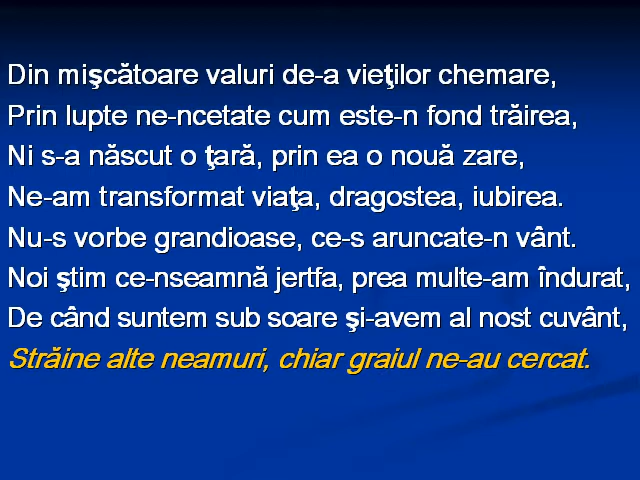 Din mişcătoare valuri de-a vieţilor chemare,
Prin lupte ne-ncetate cum este-n fond trăirea,
Ni s-a născut o ţară, prin ea o nouă zare,
Ne-am transformat viaţa, dragostea, iubirea.
Nu-s vorbe grandioase, ce-s aruncate-n vânt.
Noi ştim ce-nseamnă jertfa, prea multe-am îndurat,
De când suntem sub soare şi-avem al nost cuvânt,
Străine alte neamuri, chiar graiul ne-au cercat.